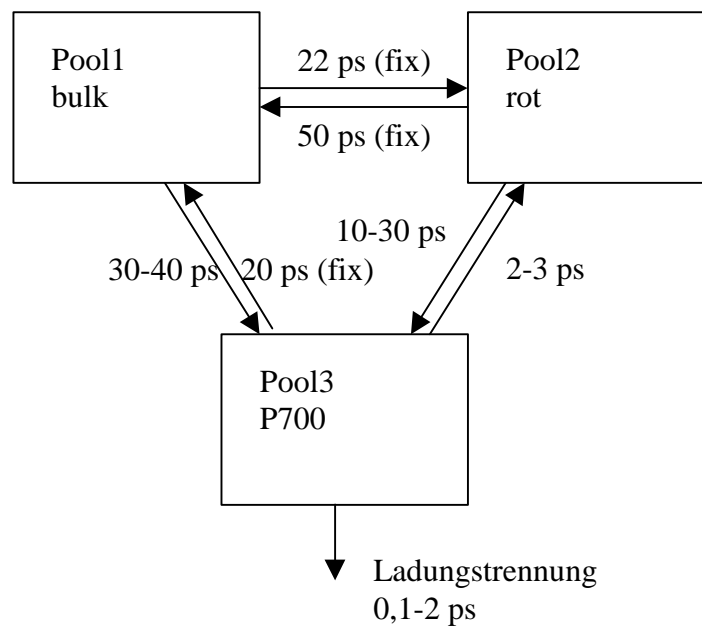 Pool1
bulk
22 ps (fix)
50 ps (fix)
Pool2
rot
30-40 ps
20 ps (fix)
10-30 ps
2-3 ps
Pool3
P700
Ladungstrennung
0,1-2 ps